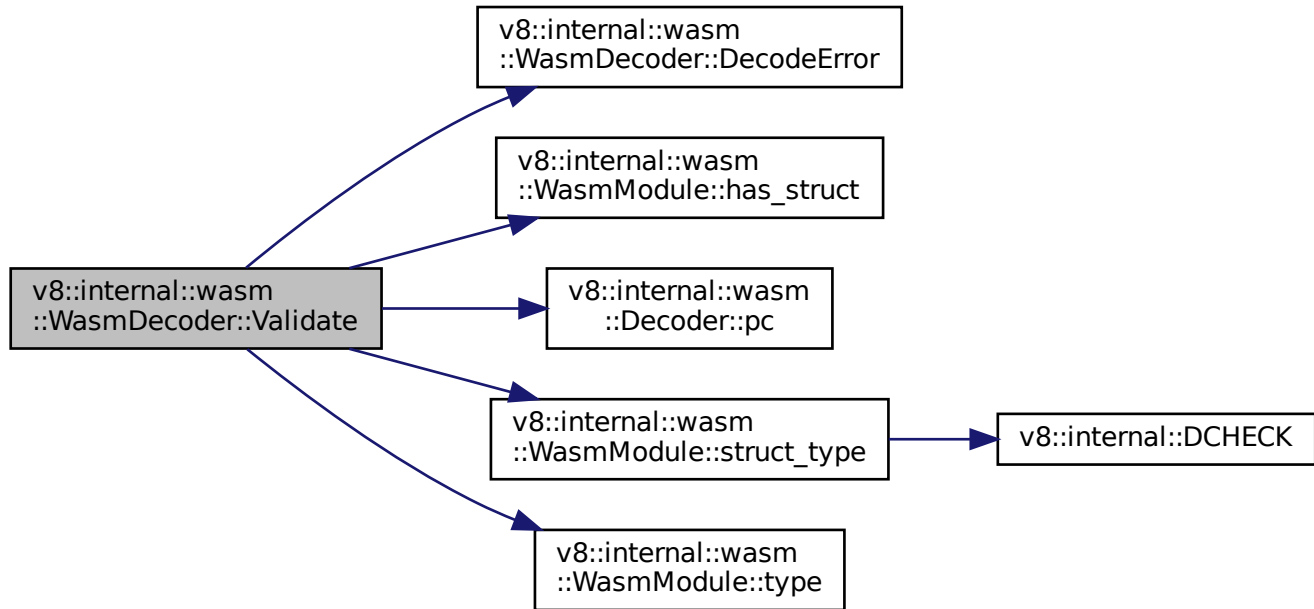 v8::internal::wasm
::WasmDecoder::DecodeError
v8::internal::wasm
::WasmModule::has_struct
v8::internal::wasm
::WasmDecoder::Validate
v8::internal::wasm
::Decoder::pc
v8::internal::wasm
::WasmModule::struct_type
v8::internal::DCHECK
v8::internal::wasm
::WasmModule::type